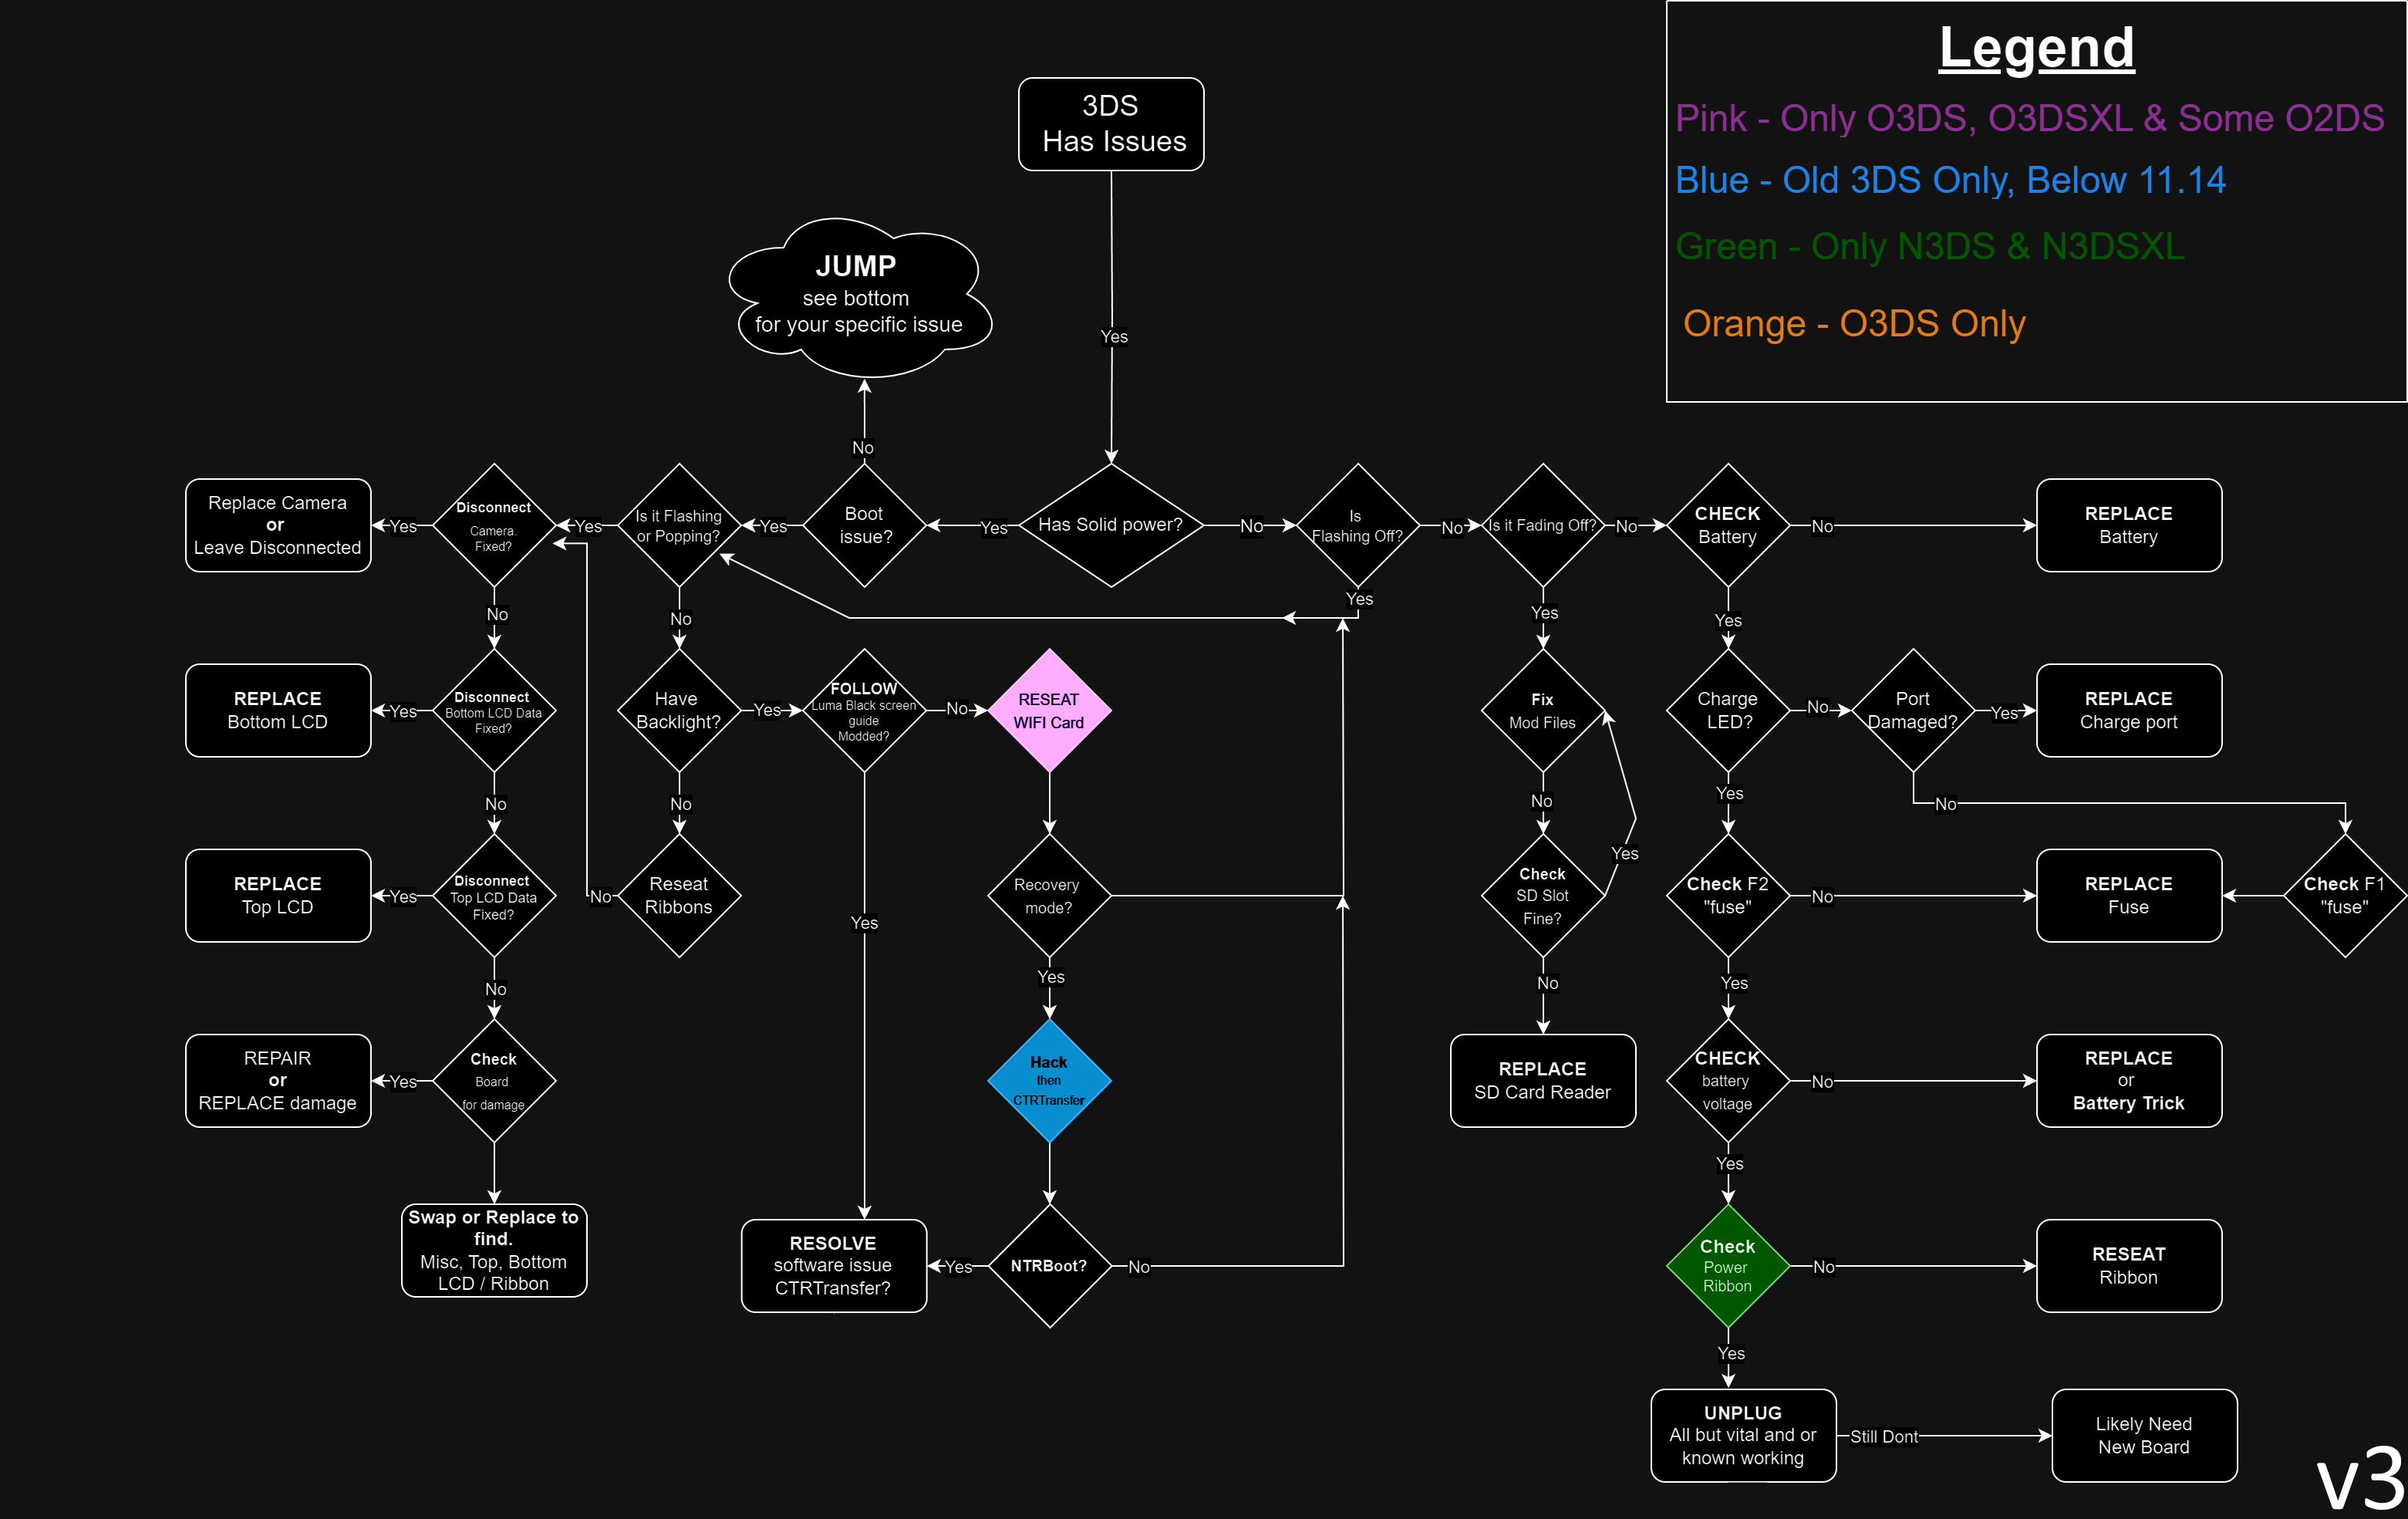 Legend
Pink - Only O3DS, O3DSXL & Some O2DS
Blue - Old 3DS Only, Below 11.14
Green - Only N3DS & N3DSXL
Orange - O3DS Only
3DS
Has Issues
Yes
JUMP
see bottom
for your specific issue
No
Replace Camera
or
Leave Disconnected
Yes
Disconnect
Camera.
Fixed?
Yes
Is it Flashing
or Popping?
Yes
Boot
issue?
Yes
Has Solid power?
No
Is
Flashing Off?
No
Is it Fading Off?
No
CHECK
Battery
No
REPLACE
Battery
No
No
Yes
Yes
Yes
REPLACE
Bottom LCD
Yes
Disconnect
Bottom LCD Data
Fixed?
Have
Backlight?
Yes
FOLLOW
Luma Black screen
guide
Modded?
No
RESEAT
WIFI Card
Fix
Mod Files
Charge
LED?
No
Port
Damaged?
Yes
REPLACE
Charge port
No
No
No
Yes
No
REPLACE
Top LCD
Yes
Disconnect
Top LCD Data
Fixed?
No
Reseat
Ribbons
Yes
Recovery
mode?
Check
SD Slot
Fine?
Yes
Check F2
"fuse"
No
REPLACE
Fuse
Check F1
"fuse"
No
Yes
No
Yes
REPAIR
or
REPLACE damage
Yes
Check
Board
for damage
Hack
then
CTRTransfer
REPLACE
SD Card Reader
CHECK
battery
voltage
No
REPLACE
or
Battery Trick
Yes
Swap or Replace to
find.
Misc, Top, Bottom
LCD / Ribbon
RESOLVE
software issue
CTRTransfer?
Yes
NTRBoot?
No
Check
Power
Ribbon
No
RESEAT
Ribbon
Yes
UNPLUG
All but vital and or
known working
Still Dont
Likely Need
New Board
v3